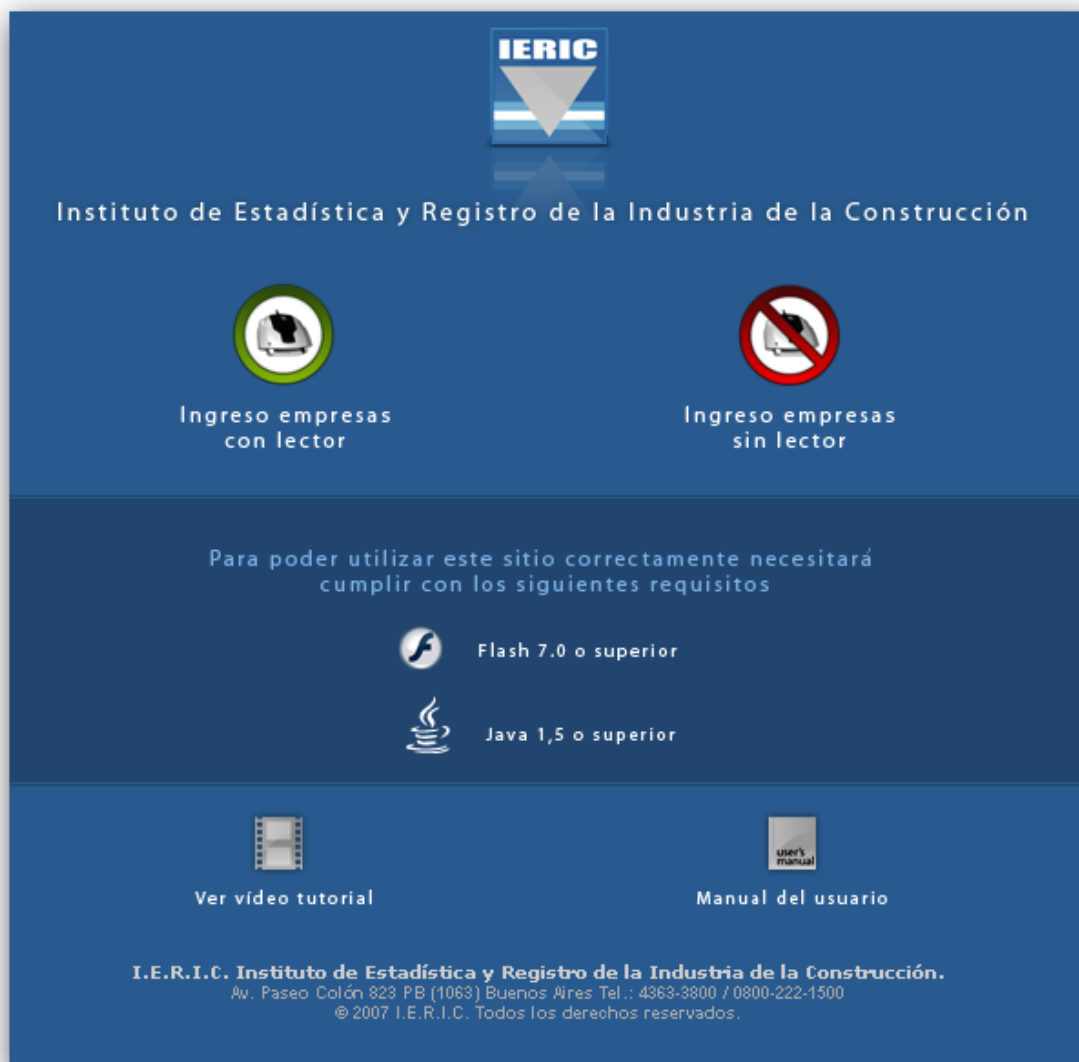 IERIC
Instituto de Estadística y Registro de la Industria de la Construcción
Ingreso empresas
con lector
Ingreso empresas
sin lector
Para poder utilizar este sitio correctamente necesitará
cumplir con los siguientes requisitos
Flash 7.0 o superior
Java 1,5 o superior
user's
manual
Ver vídeo tutorial
Manual del usuario
I.E.R.I.C. Instituto de Estadística y Registro de la Industria de la Construcción.
Av. Paseo Colón 823 PB (1063) Buenos Aires Tel.: 4363-3800 / 0800-222-1500
© 2007 I.E.R.I.C. Todos los derechos reservados.